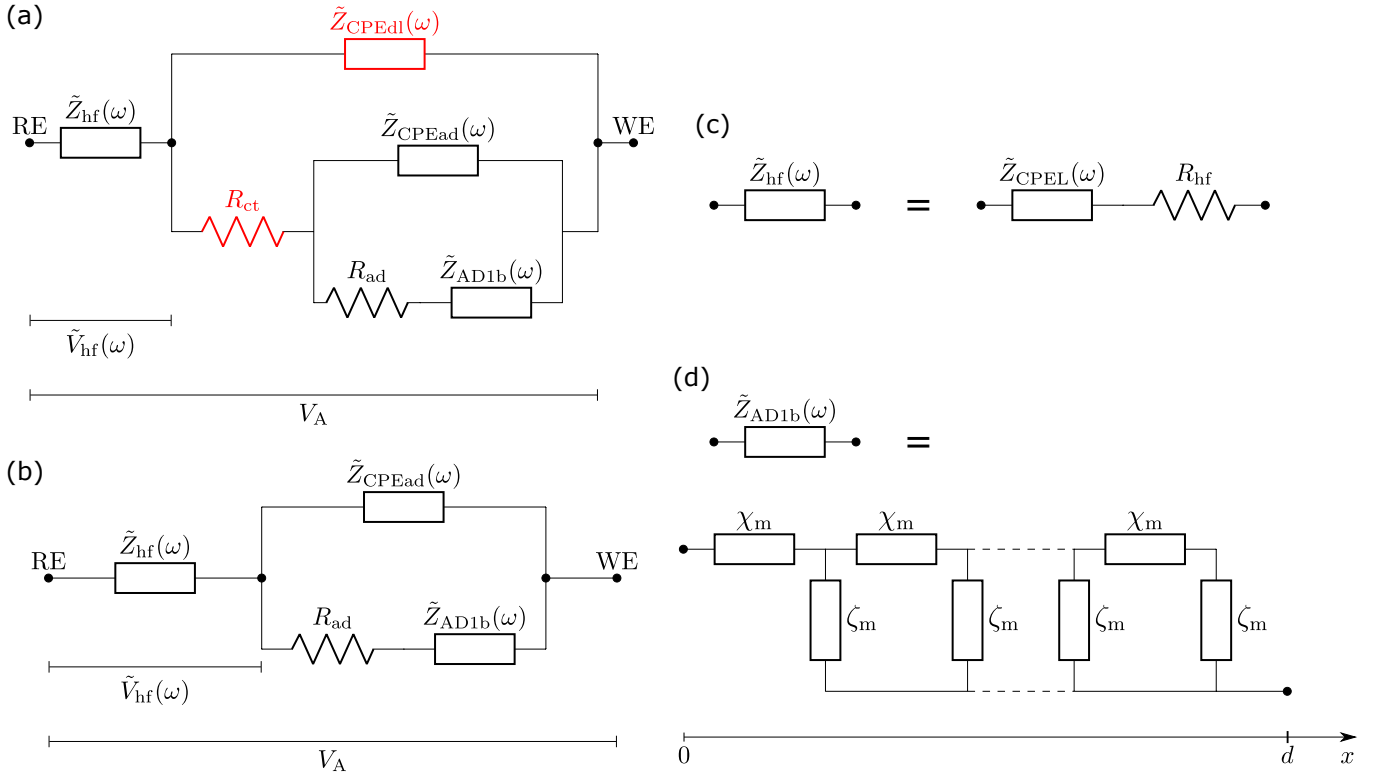 (a)
Z̃CPEdl(ω)
RE
Z̃hf(ω)
Z̃CPEad(ω)
WE
Rct
Rad
Z̃AD1b(ω)
Ṽhf(ω)
VA
(b)
Z̃CPEad(ω)
RE
Z̃hf(ω)
WE
Rad
Z̃AD1b(ω)
Ṽhf(ω)
VA
(c)
Z̃hf(ω)
=
Z̃CPEL(ω)
Rhf
(d)
Z̃AD1b(ω)
=
χm
χm
χm
ζm
ζm
ζm
ζm
0
d
x